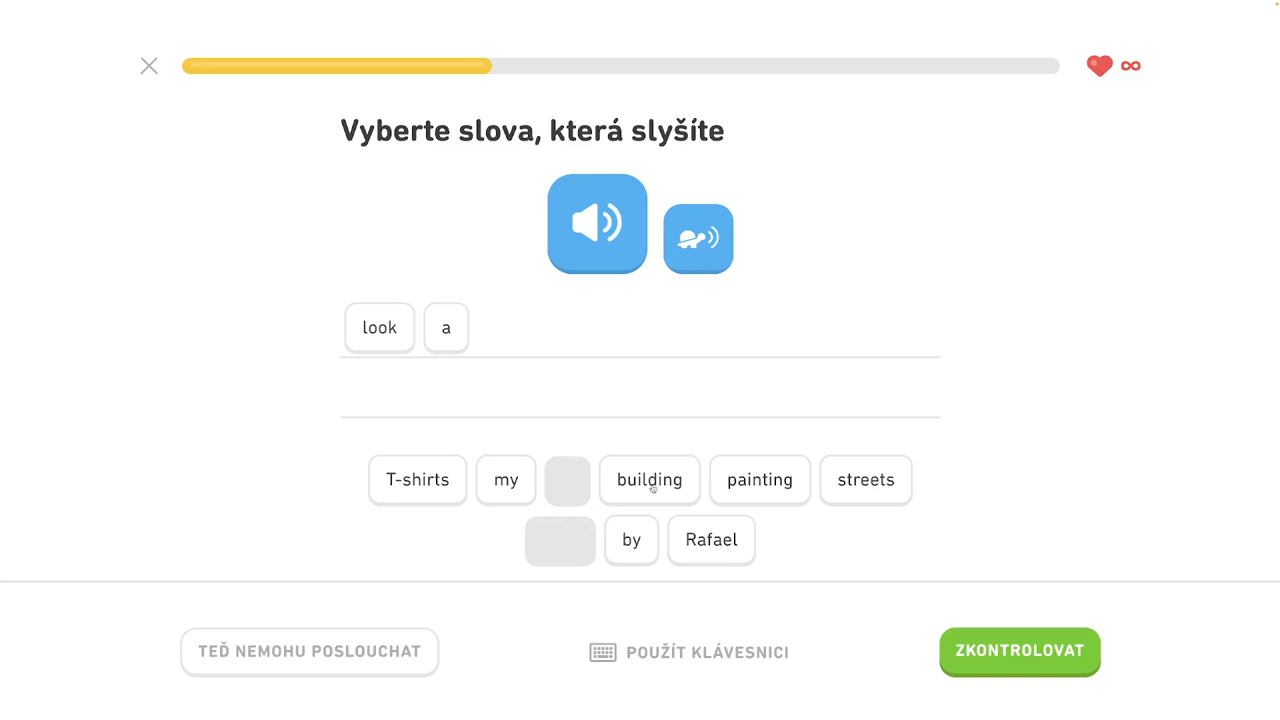 Vyberte slova, která slyšíte
look a
T-shirts my building painting streets
by Rafael
TEĎ NEMOHU POSLOUCHAT POUŽÍT KLÁVESNICI ZKONTROLOVAT